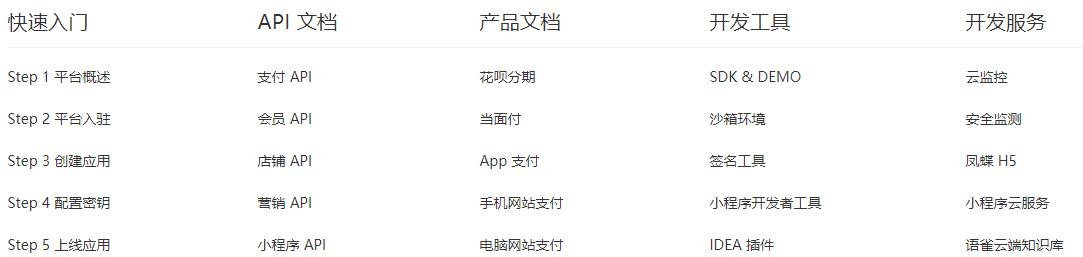 快速入门 API 文档 产品文档 开发工具 开发服务
Step 1 平台概述 支付 API 花呗分期 SDK & DEMO 云监控
Step 2 平台入驻 会员 API 当面付 沙箱环境 安全监测
Step 3 创建应用 店铺 API App 支付 签名工具 凤蝶 H5
Step 4 配置密钥 营销 API 手机网站支付 小程序开发者工具 小程序云服务
Step 5 上线应用 小程序 API 电脑网站支付 IDEA 插件 语雀云端知识库